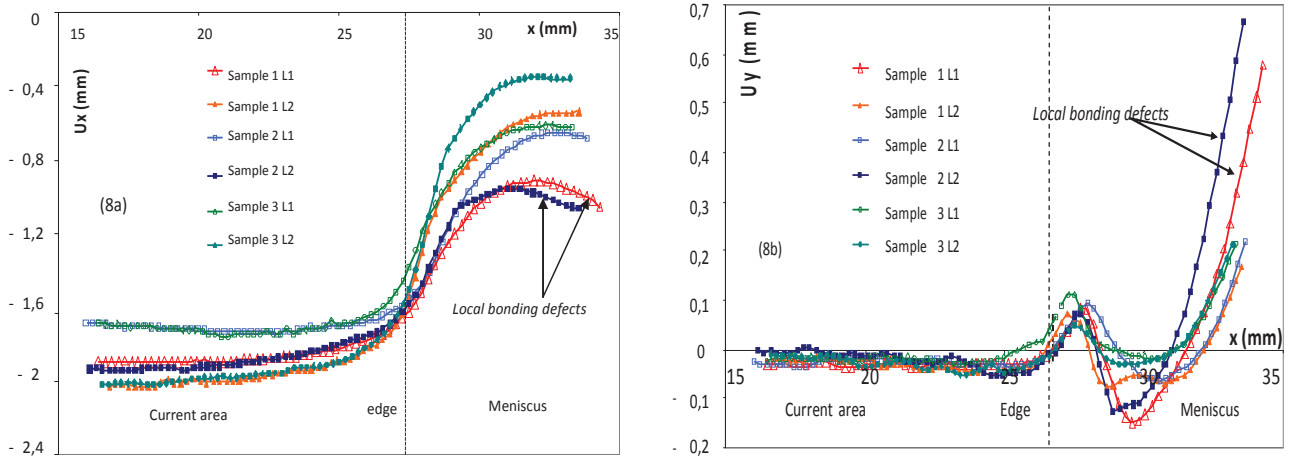 0
15
20
25
30
35
x (mm)
- 0,4
- 0,8
- 1,2
- 1,6
- 2
- 2,4
Ux (mm)
Sample 1 L1
Sample 1 L2
Sample 2 L1
Sample 2 L2
Sample 3 L1
Sample 3 L2
(8a)
Local bonding defects
Current area
edge
Meniscus
0,7
0,6
0,5
0,4
0,3
0,2
0,1
0
- 0,1
- 0,2
Uy (mm)
Sample 1 L1
Sample 1 L2
Sample 2 L1
Sample 2 L2
Sample 3 L1
Sample 3 L2
Local bonding defects
(8b)
x (mm)
15
20
25
30
35
Current area
Edge
Meniscus